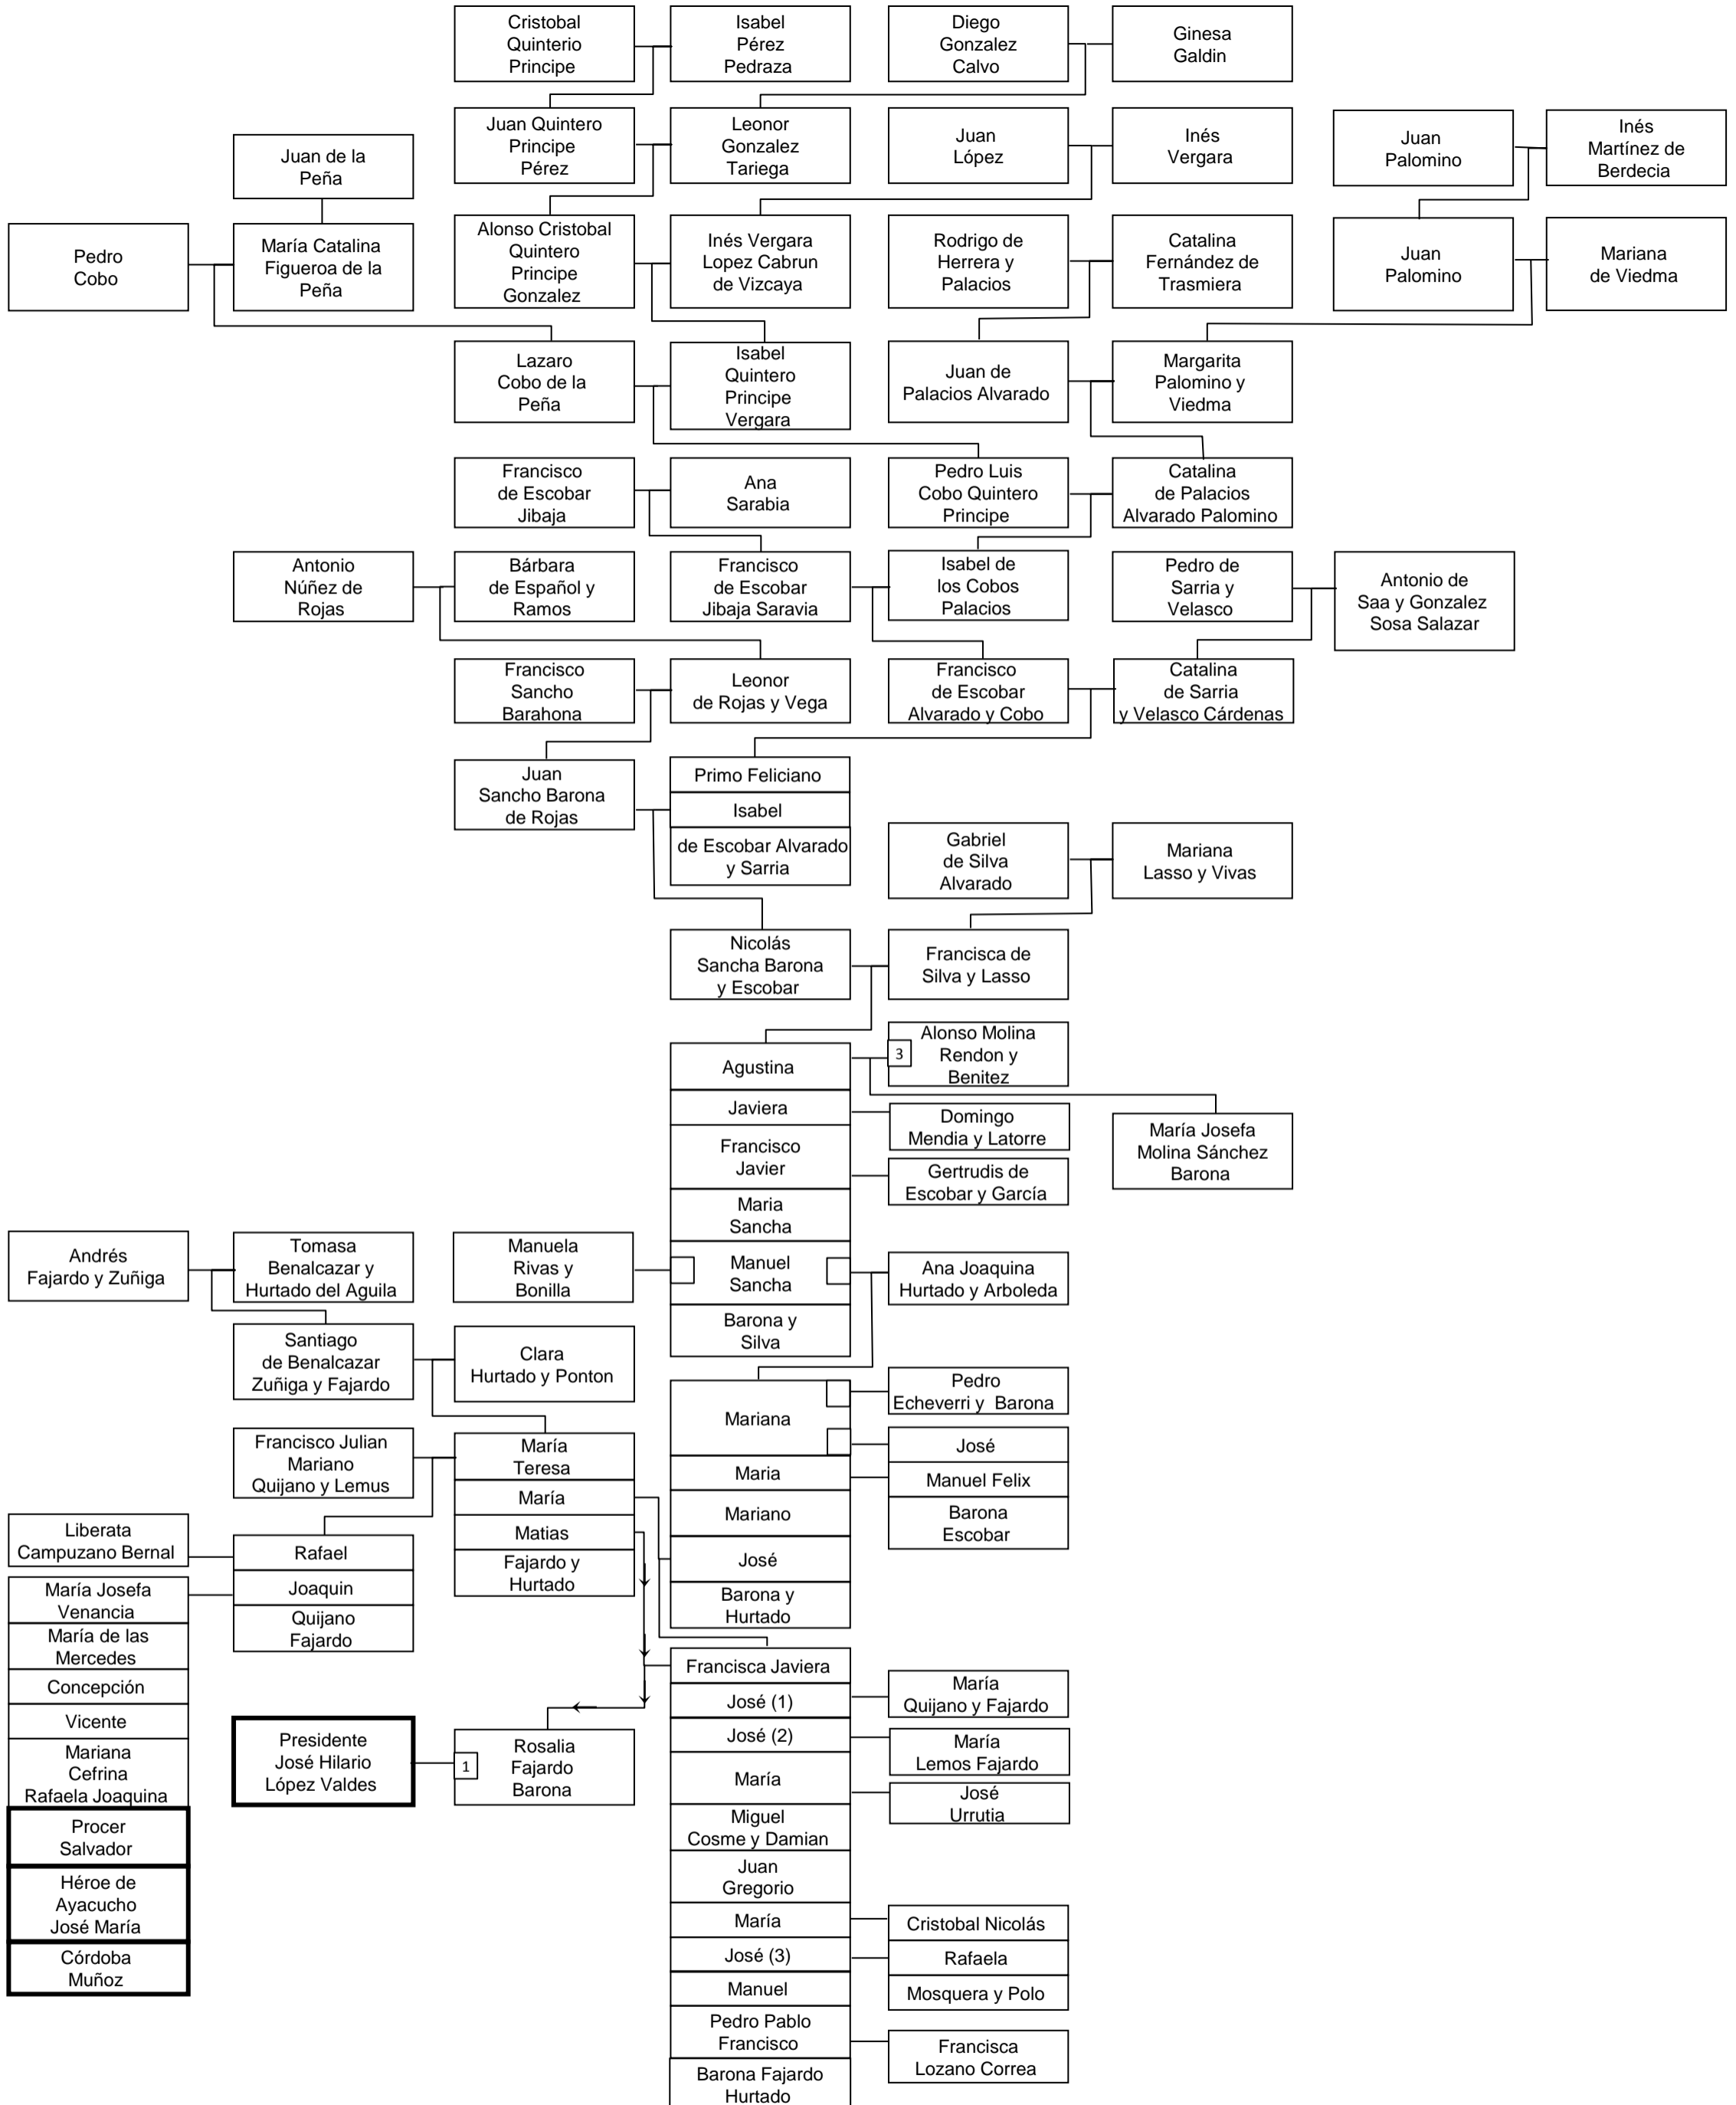 Cristobal
Quinterio
Principe
Isabel
Pérez
Pedraza
Diego
Gonzalez
Calvo
Ginesa
Galdin
Juan Quintero
Principe
Pérez
Leonor
Gonzalez
Tariega
Juan
López
Inés
Vergara
Juan
Palomino
Inés
Martínez de
Berdecia
Juan de la
Peña
Pedro
Cobo
María Catalina
Figueroa de la
Peña
Alonso Cristobal
Quintero
Principe
Gonzalez
Inés Vergara
Lopez Cabrun
de Vizcaya
Rodrigo de
Herrera y
Palacios
Catalina
Fernández de
Trasmiera
Juan
Palomino
Mariana
de Viedma
Lazaro
Cobo de la
Peña
Isabel
Quintero
Principe
Vergara
Juan de
Palacios Alvarado
Margarita
Palomino y
Viedma
Francisco
de Escobar
Jibaja
Ana
Sarabia
Pedro Luis
Cobo Quintero
Principe
Catalina
de Palacios
Alvarado Palomino
Antonio
Núñez de
Rojas
Bárbara
de Español y
Ramos
Francisco
de Escobar
Jibaja Saravia
Isabel de
los Cobos
Palacios
Pedro de
Sarria y
Velasco
Antonio de
Saa y Gonzalez
Sosa Salazar
Francisco
Sancho
Barahona
Leonor
de Rojas y Vega
Francisco
de Escobar
Alvarado y Cobo
Catalina
de Sarria
y Velasco Cárdenas
Juan
Sancho Barona
de Rojas
Primo Feliciano
Isabel
de Escobar Alvarado
y Sarria
Gabriel
de Silva
Alvarado
Mariana
Lasso y Vivas
Nicolás
Sancha Barona
y Escobar
Francisca de
Silva y Lasso
Agustina
3
Alonso Molina
Rendon y
Benitez
Javiera
Domingo
Mendia y Latorre
María Josefa
Molina Sánchez
Barona
Francisco
Javier
Gertrudis de
Escobar y García
Maria
Sancha
Andrés
Fajardo y Zuñiga
Tomasa
Benalcazar y
Hurtado del Aguila
Manuela
Rivas y
Bonilla
Manuel
Sancha
Ana Joaquina
Hurtado y Arboleda
Barona y
Silva
Santiago
de Benalcazar
Zuñiga y Fajardo
Clara
Hurtado y Ponton
Mariana
Pedro
Echeverri y  Barona
José
Francisco Julian
Mariano
Quijano y Lemus
María
Teresa
Maria
Manuel Felix
María
Mariano
Barona
Escobar
Matias
Fajardo y
Hurtado
José
Barona y
Hurtado
Liberata
Campuzano Bernal
Rafael
Joaquin
Quijano
Fajardo
María Josefa
Venancia
María de las
Mercedes
Concepción
Vicente
Mariana
Cefrina
Rafaela Joaquina
Procer
Salvador
Héroe de
Ayacucho
José María
Córdoba
Muñoz
Presidente
José Hilario
López Valdes
1
Rosalia
Fajardo
Barona
Francisca Javiera
José (1)
María
Quijano y Fajardo
José (2)
María
Lemos Fajardo
María
José
Urrutia
Miguel
Cosme y Damian
Juan
Gregorio
María
Cristobal Nicolás
José (3)
Rafaela
Manuel
Mosquera y Polo
Pedro Pablo
Francisco
Francisca
Lozano Correa
Barona Fajardo
Hurtado